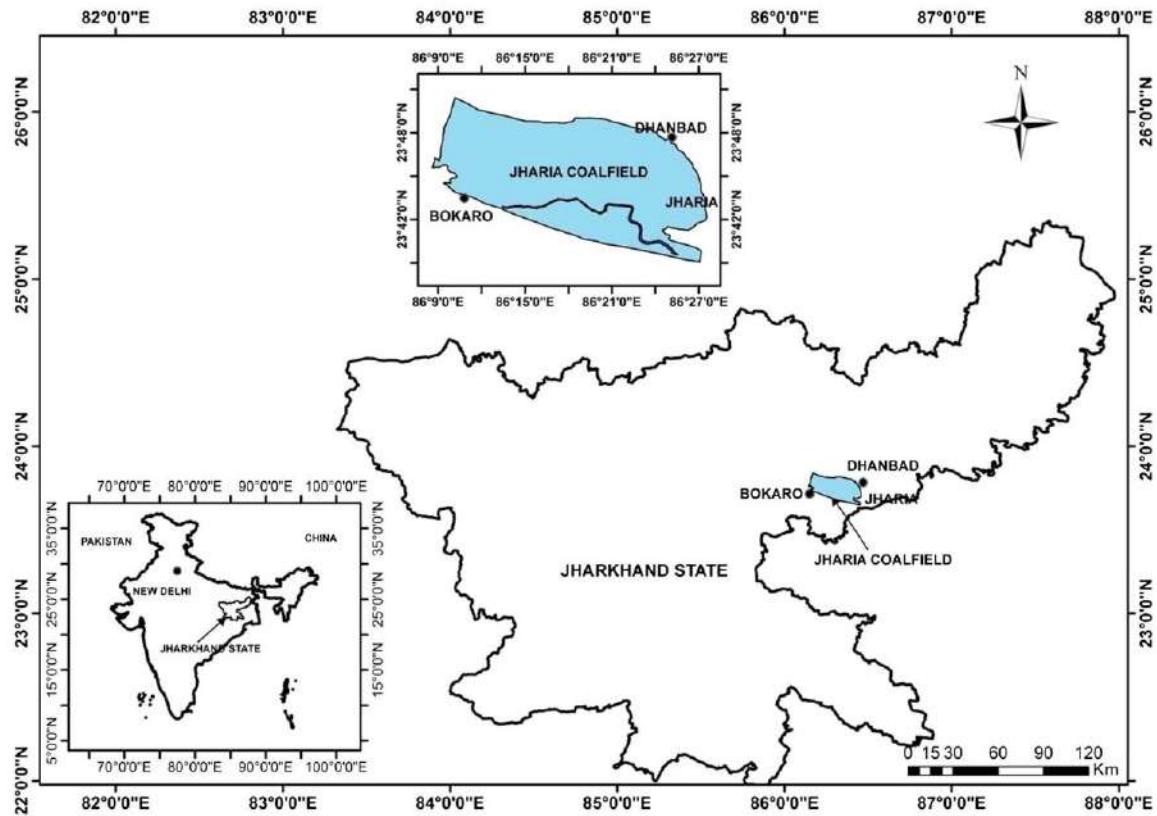 82°0'0"E 83°0'0"E 84°0'0"E 85°0'0"E 86°0'0"E 87°0'0"E 88°0'0"E
86°9'0"E 86°15'0"E 86°21'0"E 86°27'0"E
N
26°0'0"N
26°0'0"N
23°48'0"N
DHANBAD
23°48'0"N
JHARIA COALFIELD
JHARIA
BOKARO
23°42'0"N
23°42'0"N
86°9'0"E 86°15'0"E 86°21'0"E 86°27'0"E
25°0'0"N
25°0'0"N
24°0'0"N
24°0'0"N
DHANBAD
BOKARO
JHARIA
JHARIA COALFIELD
JHARKHAND STATE
70°0'0"E 80°0'0"E 90°0'0"E 100°0'0"E
35°0'0"N
PAKISTAN
CHINA
35°0'0"N
NEW DELHI
25°0'0"N
25°0'0"N
JHARKHAND STATE
15°0'0"N
15°0'0"N
5°0'0"N
5°0'0"N
70°0'0"E 80°0'0"E 90°0'0"E 100°0'0"E
23°0'0"N
23°0'0"N
0 15 30 60 90 120
Km
22°0'0"N
22°0'0"N
82°0'0"E 83°0'0"E 84°0'0"E 85°0'0"E 86°0'0"E 87°0'0"E 88°0'0"E